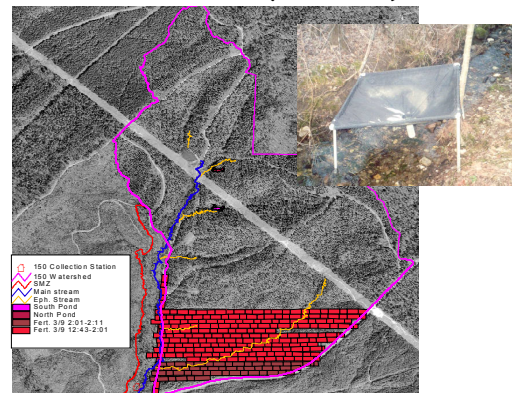 150 Collection Station
150 Watershed
SMZ
Main stream
Eph. Stream
South Pond
North Pond
Fert. 3/9 2:01-2:11
Fert. 3/9 12:43-2:01